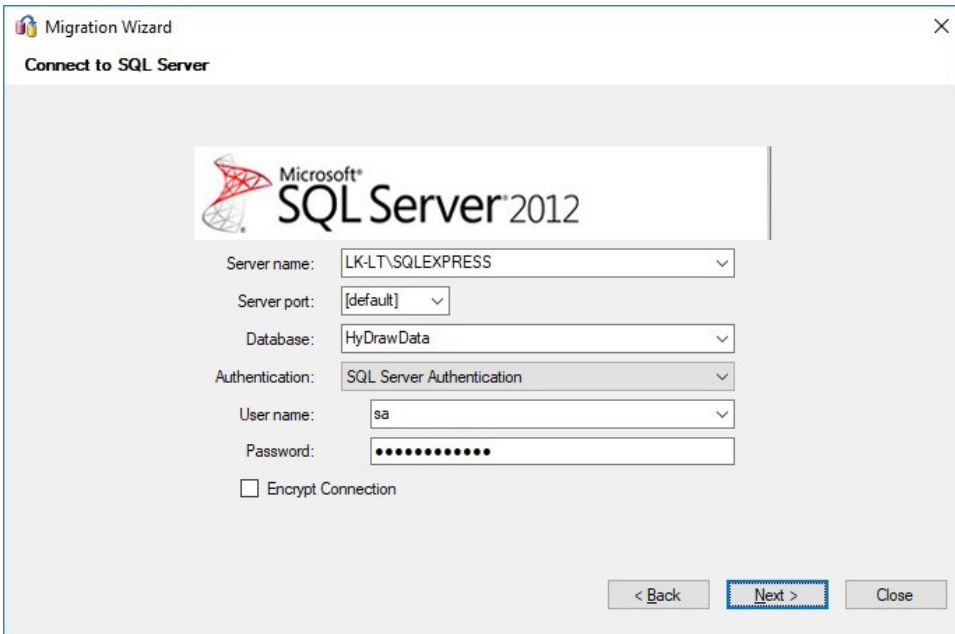 Migration Wizard
Connect to SQL Server
Microsoft®
SQL Server® 2012
Server name: LK-LT\SQLEXPRESS
Server port: [default]
Database: HyDrawData
Authentication: SQL Server Authentication
User name: sa
Password: ●●●●●●●●●●●●
Encrypt Connection
< Back Next > Close